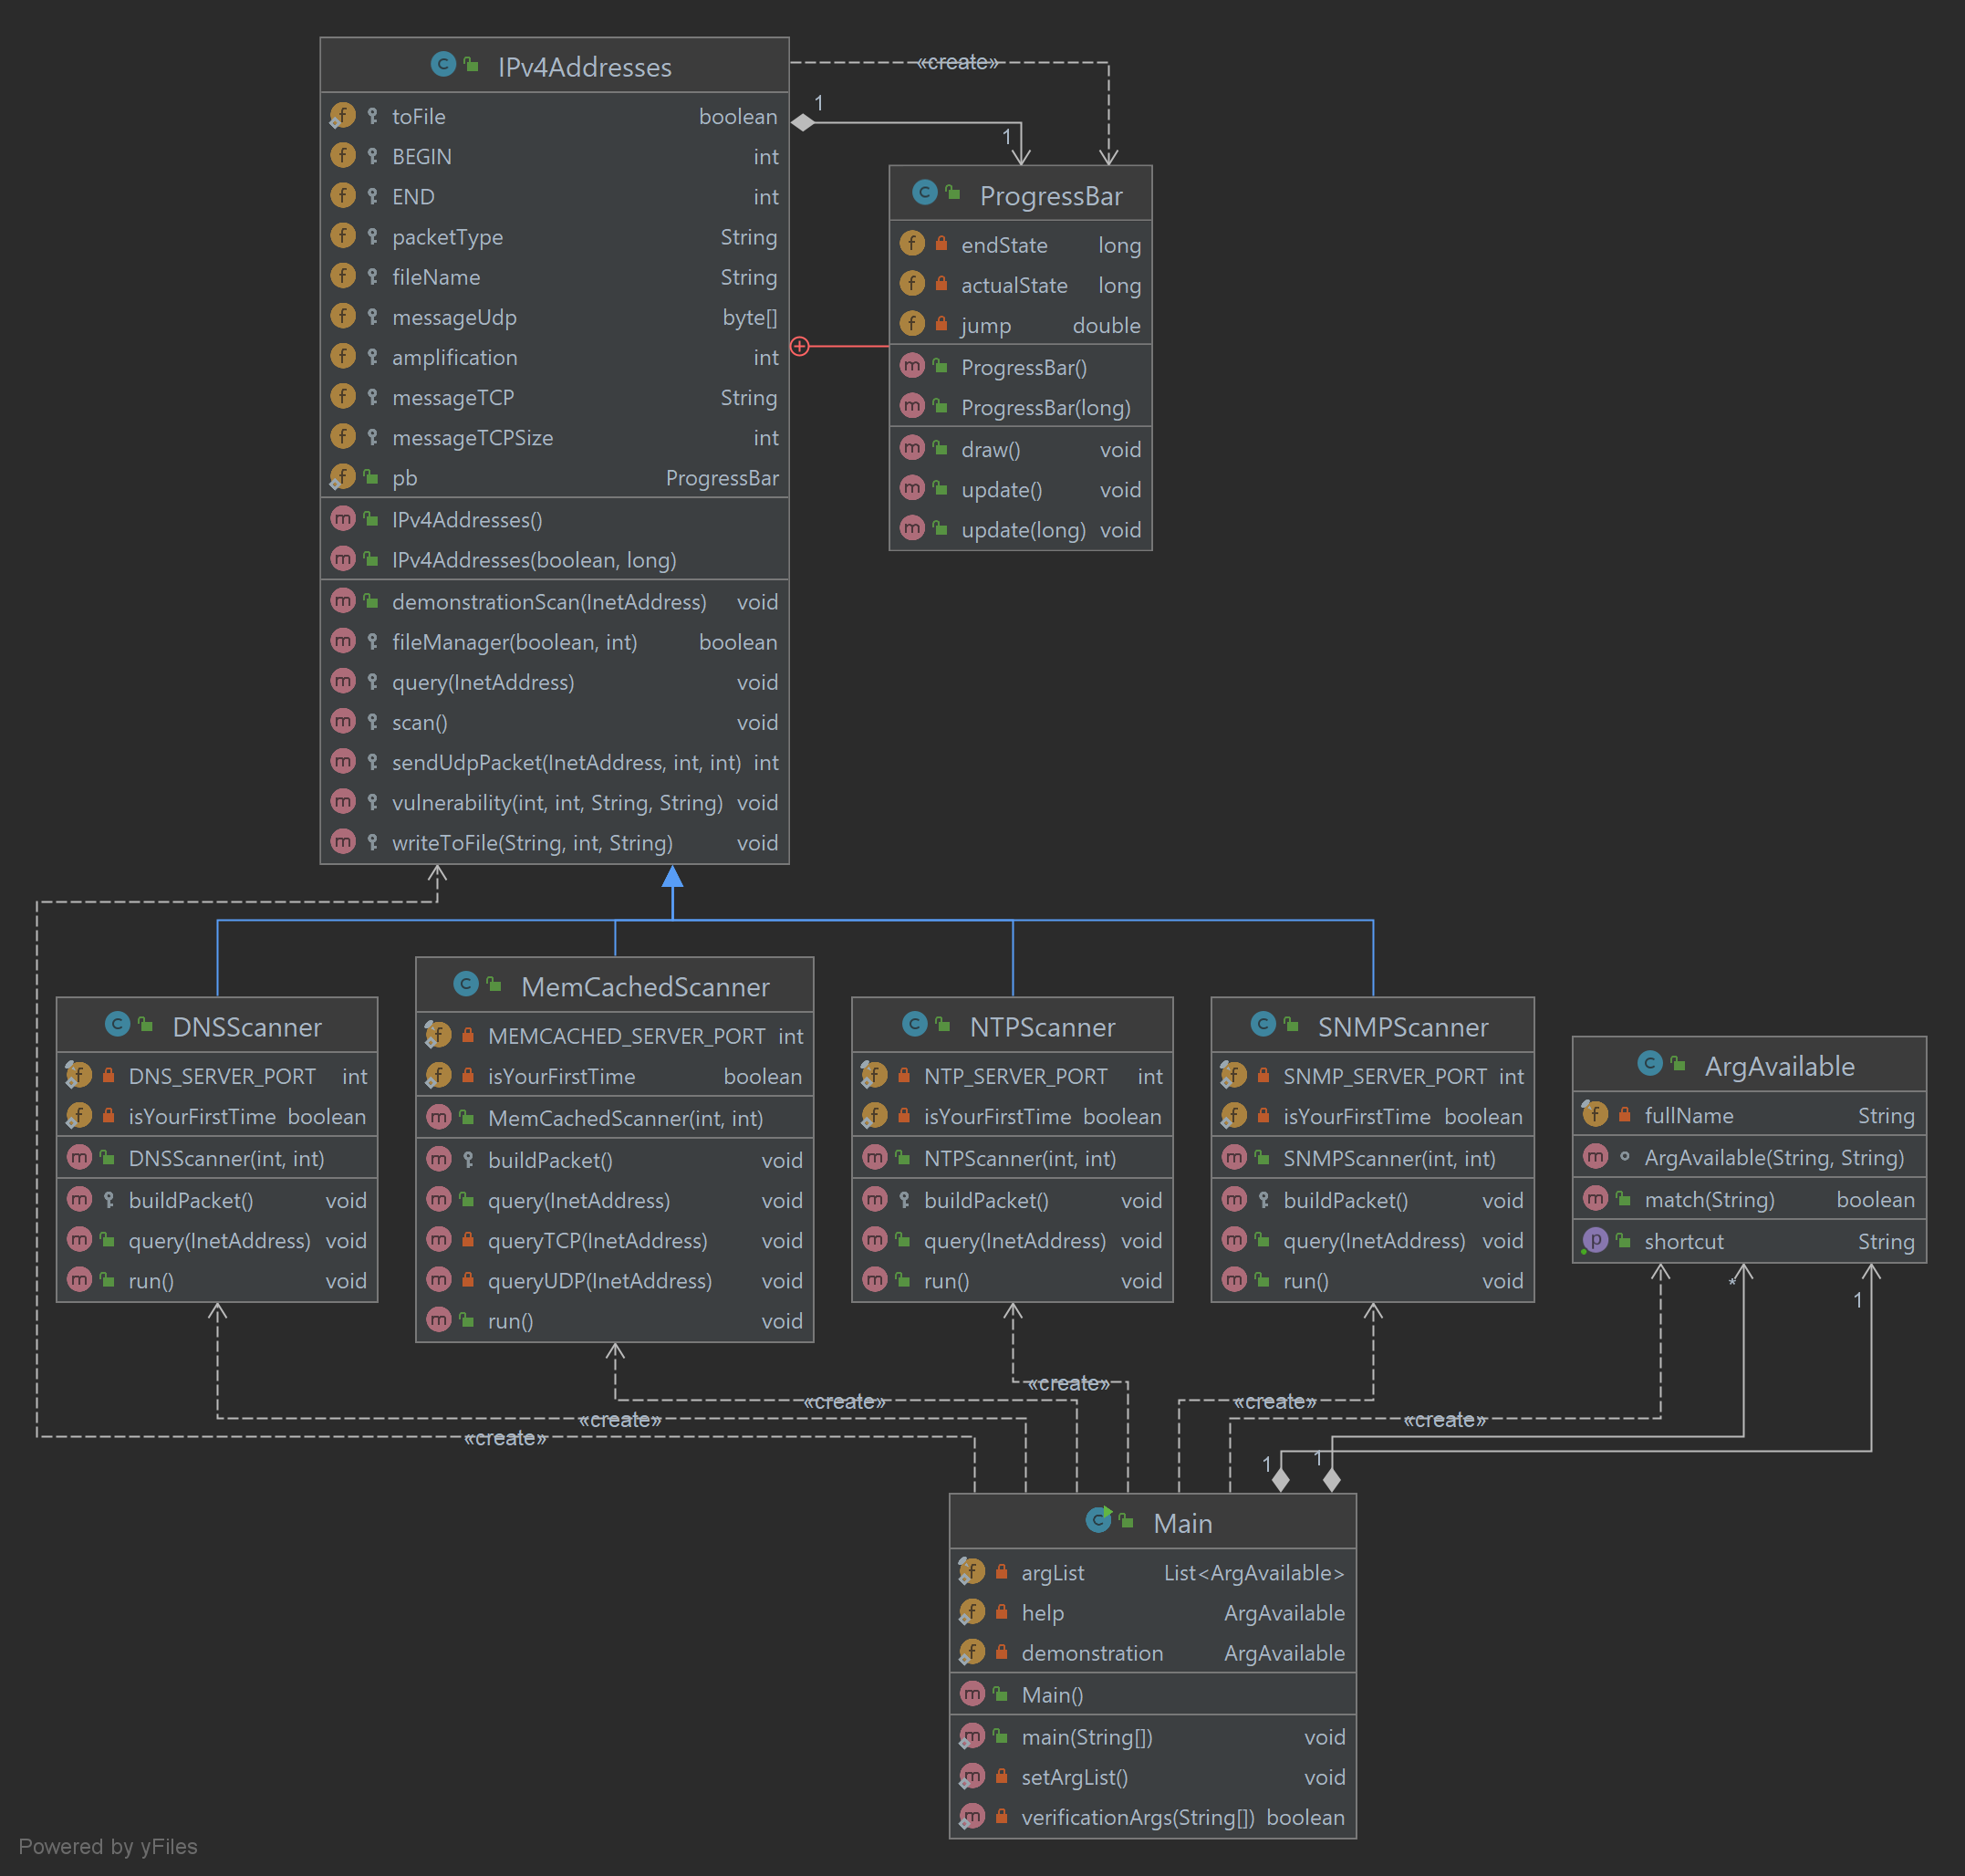 IPv4Addresses
toFile boolean
BEGIN int
END int
packetType String
fileName String
messageUdp byte[]
amplification int
messageTCP String
messageTCPSize int
pb ProgressBar
IPv4Addresses()
IPv4Addresses(boolean, long)
demonstrationScan(InetAddress) void
fileManager(boolean, int) boolean
query(InetAddress) void
scan() void
sendUdpPacket(InetAddress, int, int) int
vulnerability(int, int, String, String) void
writeToFile(String, int, String) void
«create»
1
1
ProgressBar
endState long
actualState long
jump double
ProgressBar()
ProgressBar(long)
draw() void
update() void
update(long) void
DNSScanner
DNS_SERVER_PORT int
isYourFirstTime boolean
DNSScanner(int, int)
buildPacket() void
query(InetAddress) void
run() void
MemCachedScanner
MEMCACHED_SERVER_PORT int
isYourFirstTime boolean
MemCachedScanner(int, int)
buildPacket() void
query(InetAddress) void
queryTCP(InetAddress) void
queryUDP(InetAddress) void
run() void
NTPScanner
NTP_SERVER_PORT int
isYourFirstTime boolean
NTPScanner(int, int)
buildPacket() void
query(InetAddress) void
run() void
SNMPScanner
SNMP_SERVER_PORT int
isYourFirstTime boolean
SNMPScanner(int, int)
buildPacket() void
query(InetAddress) void
run() void
ArgAvailable
fullName String
ArgAvailable(String, String)
match(String) boolean
shortcut String
*
1
«create»
«create»
«create»
«create»
«create»
«create»
1
1
Main
argList List<ArgAvailable>
help ArgAvailable
demonstration ArgAvailable
Main()
main(String[]) void
setArgList() void
verificationArgs(String[]) boolean
Powered by yFiles